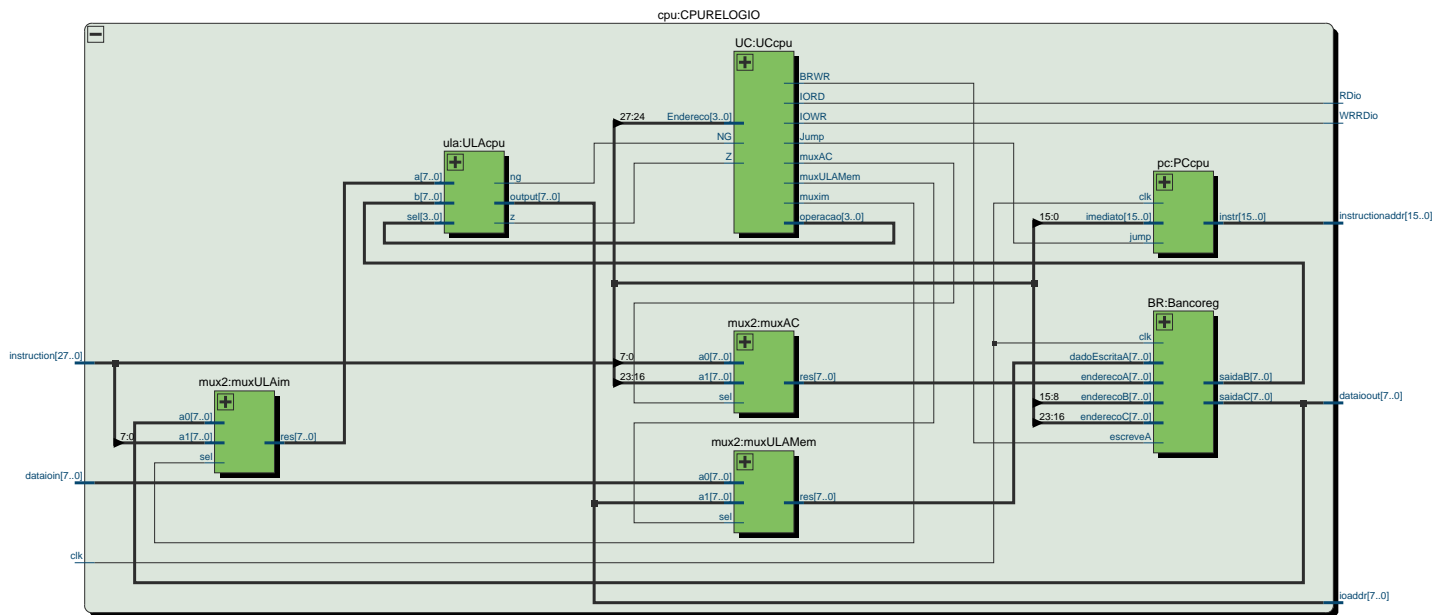 cpu:CPURELOGIO
UC:UCcpu
BRWR
IORD
RDio
IOWR
WRRDio
27:24
Endereco[3..0]
NG
Jump
Z
muxAC
muxULAMem
muxim
operacao[3..0]
ula:ULAcpu
a[7..0]
ng
b[7..0]
output[7..0]
sel[3..0]
z
pc:PCcpu
clk
15:0
imediato[15..0]
instr[15..0]
instructionaddr[15..0]
jump
BR:Bancoreg
clk
dadoEscritaA[7..0]
enderecoA[7..0]
saidaB[7..0]
15:8
enderecoB[7..0]
saidaC[7..0]
dataioout[7..0]
23:16
enderecoC[7..0]
escreveA
mux2:muxAC
instruction[27..0]
7:0
a0[7..0]
23:16
a1[7..0]
res[7..0]
sel
mux2:muxULAim
a0[7..0]
7:0
a1[7..0]
res[7..0]
sel
mux2:muxULAMem
dataioin[7..0]
a0[7..0]
a1[7..0]
res[7..0]
sel
clk
ioaddr[7..0]